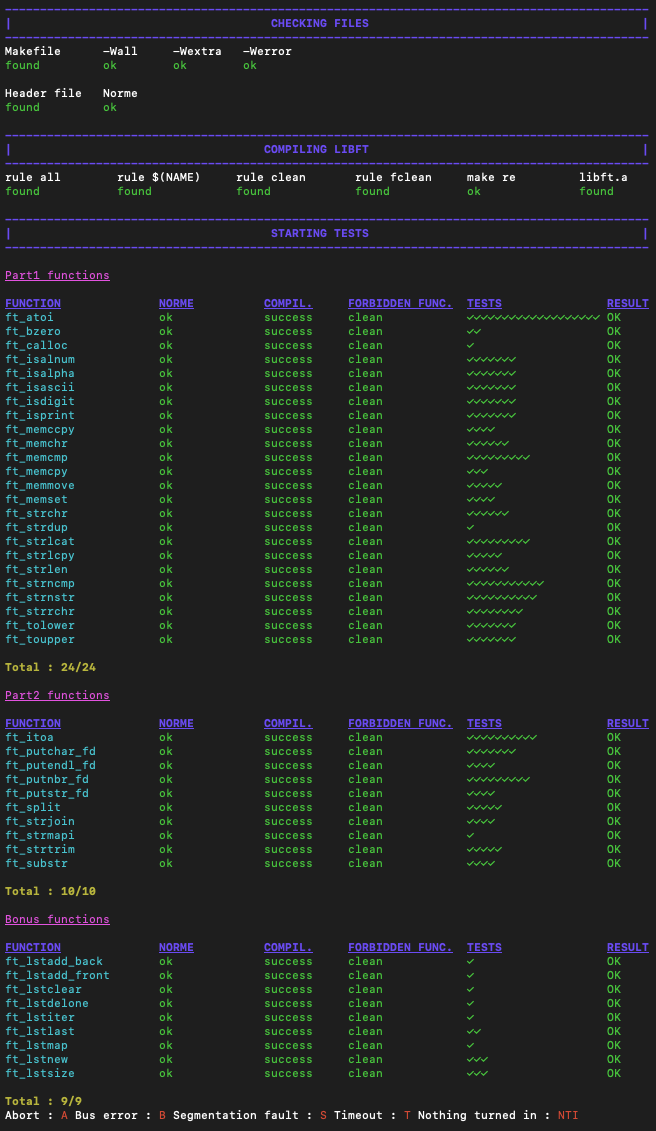 CHECKING FILES
Makefile —Wall —Wextra —Werror
found ok ok ok
Header file Norme
found ok
COMPILING LIBFT
rule all rule $(NAME) rule clean rule fclean make re libft.a
found found found found ok found
STARTING TESTS
Part1 functions
FUNCTION NORME COMPIL. FORBIDDEN FUNC. TESTS RESULT
ft_atoi ok success clean ✓✓✓✓✓✓✓✓✓✓✓✓✓✓✓✓✓✓✓ OK
ft_bzero ok success clean ✓✓ OK
ft_calloc ok success clean ✓ OK
ft_isalnum ok success clean ✓✓✓✓✓✓✓ OK
ft_isalpha ok success clean ✓✓✓✓✓✓✓ OK
ft_isascii ok success clean ✓✓✓✓✓✓✓ OK
ft_isdigit ok success clean ✓✓✓✓✓✓✓ OK
ft_isprint ok success clean ✓✓✓✓✓✓✓ OK
ft_memccpy ok success clean ✓✓✓✓ OK
ft_memchr ok success clean ✓✓✓✓✓✓ OK
ft_memcmp ok success clean ✓✓✓✓✓✓✓✓✓ OK
ft_memcpy ok success clean ✓✓✓ OK
ft_memmove ok success clean ✓✓✓✓✓ OK
ft_memset ok success clean ✓✓✓✓ OK
ft_strchr ok success clean ✓✓✓✓✓✓ OK
ft_strdup ok success clean ✓ OK
ft_strlcat ok success clean ✓✓✓✓✓✓✓✓✓ OK
ft_strlcpy ok success clean ✓✓✓✓✓ OK
ft_strlen ok success clean ✓✓✓✓✓✓ OK
ft_strncmp ok success clean ✓✓✓✓✓✓✓✓✓✓✓ OK
ft_strnstr ok success clean ✓✓✓✓✓✓✓✓✓✓ OK
ft_strrchr ok success clean ✓✓✓✓✓✓✓✓ OK
ft_tolower ok success clean ✓✓✓✓✓✓✓ OK
ft_toupper ok success clean ✓✓✓✓✓✓✓ OK
Total : 24/24
Part2 functions
FUNCTION NORME COMPIL. FORBIDDEN FUNC. TESTS RESULT
ft_itoa ok success clean ✓✓✓✓✓✓✓✓✓✓ OK
ft_putchar_fd ok success clean ✓✓✓✓✓✓✓ OK
ft_putendl_fd ok success clean ✓✓✓✓ OK
ft_putnbr_fd ok success clean ✓✓✓✓✓✓✓✓✓ OK
ft_putstr_fd ok success clean ✓✓✓✓ OK
ft_split ok success clean ✓✓✓✓✓ OK
ft_strjoin ok success clean ✓✓✓✓ OK
ft_strmapi ok success clean ✓ OK
ft_strtrim ok success clean ✓✓✓✓✓ OK
ft_substr ok success clean ✓✓✓✓ OK
Total : 10/10
Bonus functions
FUNCTION NORME COMPIL. FORBIDDEN FUNC. TESTS RESULT
ft_lstadd_back ok success clean ✓ OK
ft_lstadd_front ok success clean ✓ OK
ft_lstclear ok success clean ✓ OK
ft_lstdelone ok success clean ✓ OK
ft_lstiter ok success clean ✓ OK
ft_lstlast ok success clean ✓✓ OK
ft_lstmap ok success clean ✓ OK
ft_lstnew ok success clean ✓✓✓ OK
ft_lstsize ok success clean ✓✓✓ OK
Total : 9/9
Abort : A Bus error : B Segmentation fault : S Timeout : T Nothing turned in : NTI